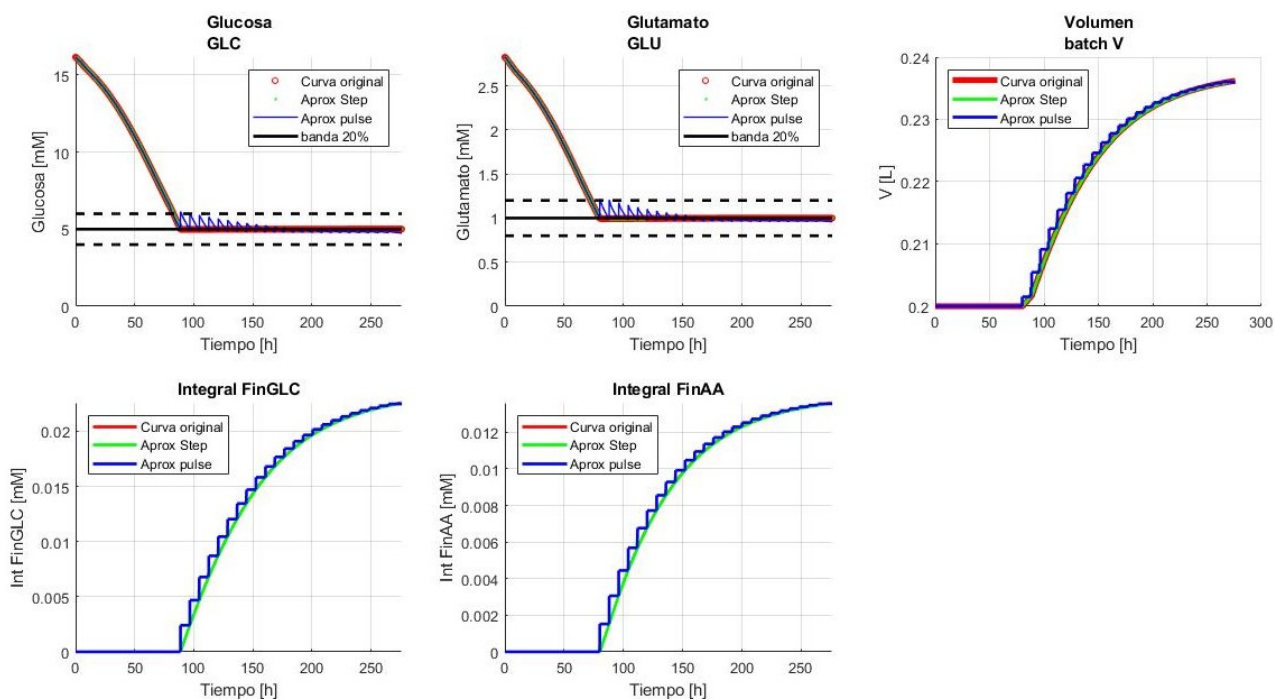 Glucosa
GLC
15
10
5
0
Glucosa [mM]
Curva original
Aprox Step
Aprox pulse
banda 20%
0
50
100
150
200
250
Tiempo [h]
Glutamato
GLU
2.5
2
1.5
1
0.5
0
Glutamato [mM]
Curva original
Aprox Step
Aprox pulse
banda 20%
0
50
100
150
200
250
Tiempo [h]
Volumen
batch V
0.24
0.23
0.22
0.21
0.2
V [L]
Curva original
Aprox Step
Aprox pulse
0
50
100
150
200
250
300
Tiempo [h]
Integral FinGLC
0.02
0.015
0.01
0.005
0
Int FinGLC [mM]
Curva original
Aprox Step
Aprox pulse
0
50
100
150
200
250
Tiempo [h]
Integral FinAA
0.012
0.01
0.008
0.006
0.004
0.002
0
Int FinAA [mM]
Curva original
Aprox Step
Aprox pulse
0
50
100
150
200
250
Tiempo [h]